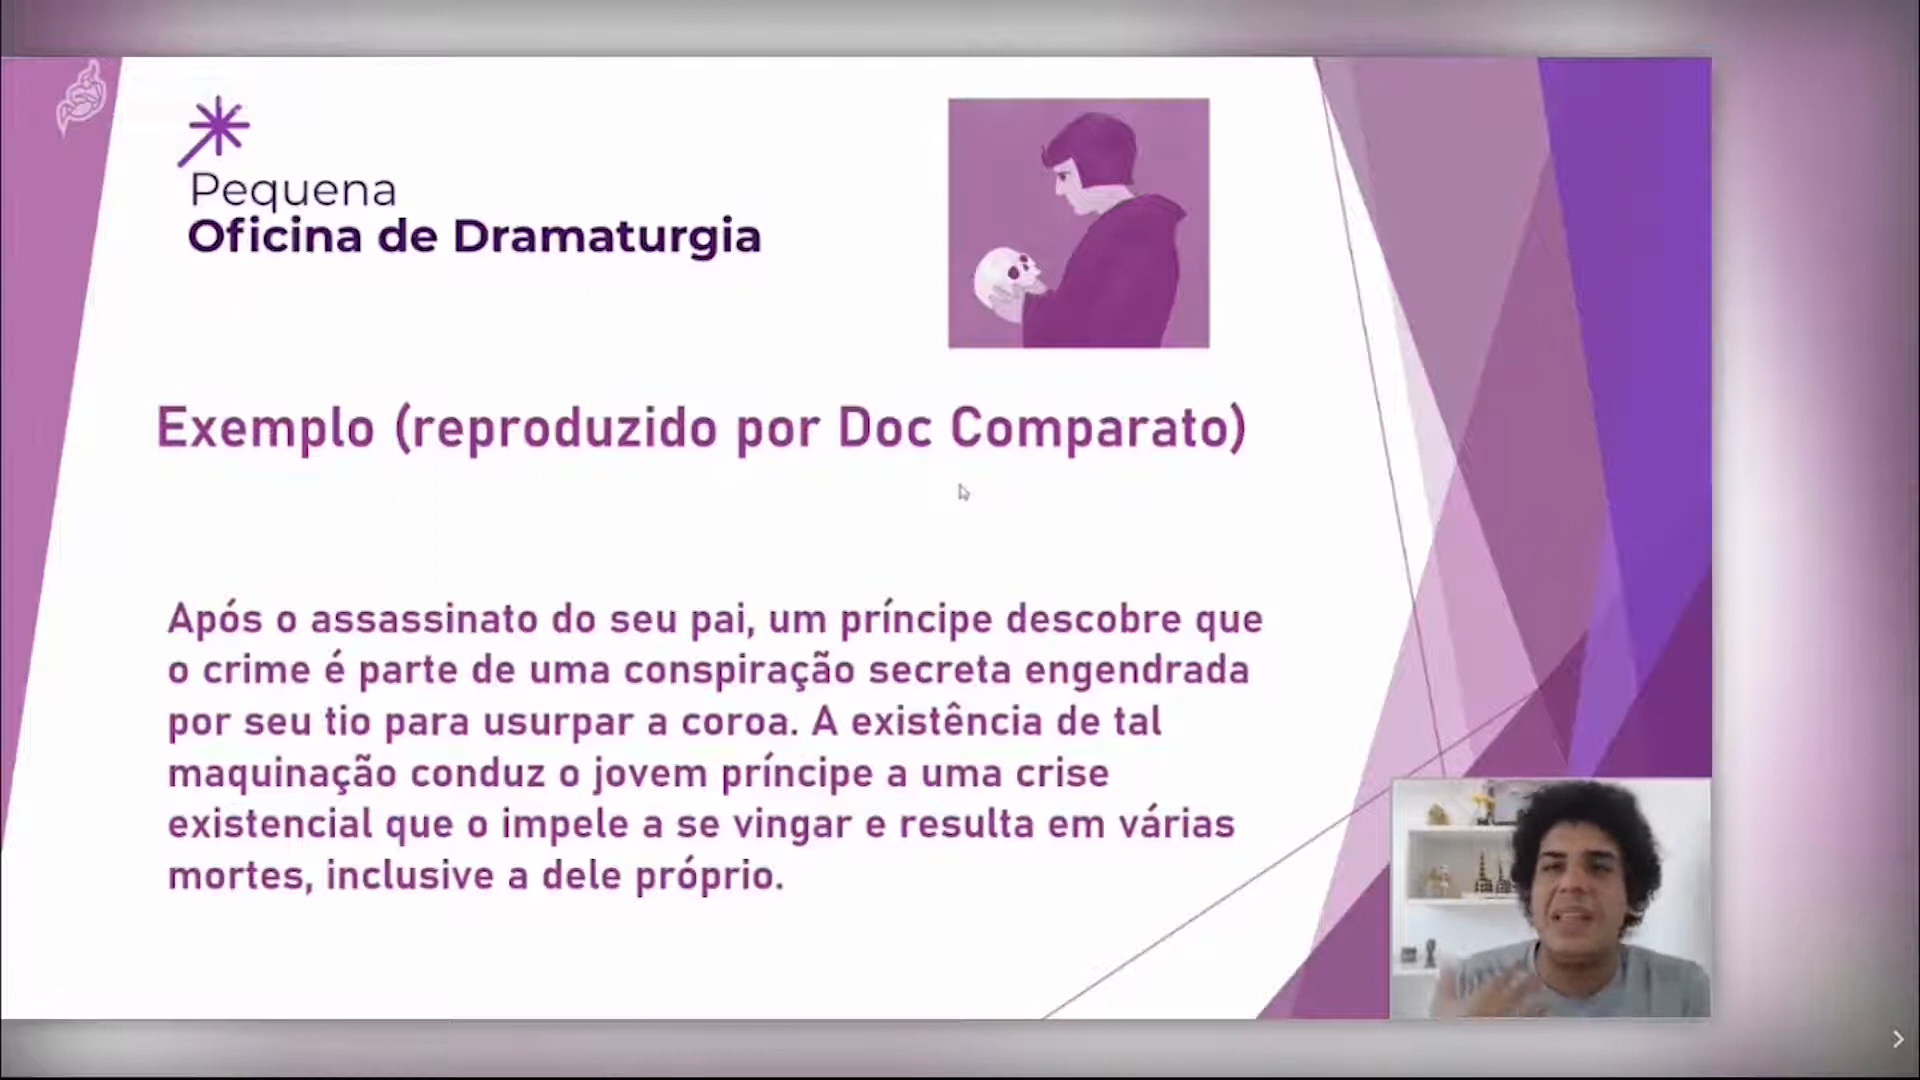 Pequena
Oficina de Dramaturgia
Exemplo (reproduzido por Doc Comparato)
Após o assassinato do seu pai, um príncipe descobre que
o crime é parte de uma conspiração secreta engendrada
por seu tio para usurpar a coroa. A existência de tal
maquinação conduz o jovem príncipe a uma crise
existencial que o impele a se vingar e resulta em várias
mortes, inclusive a dele próprio.